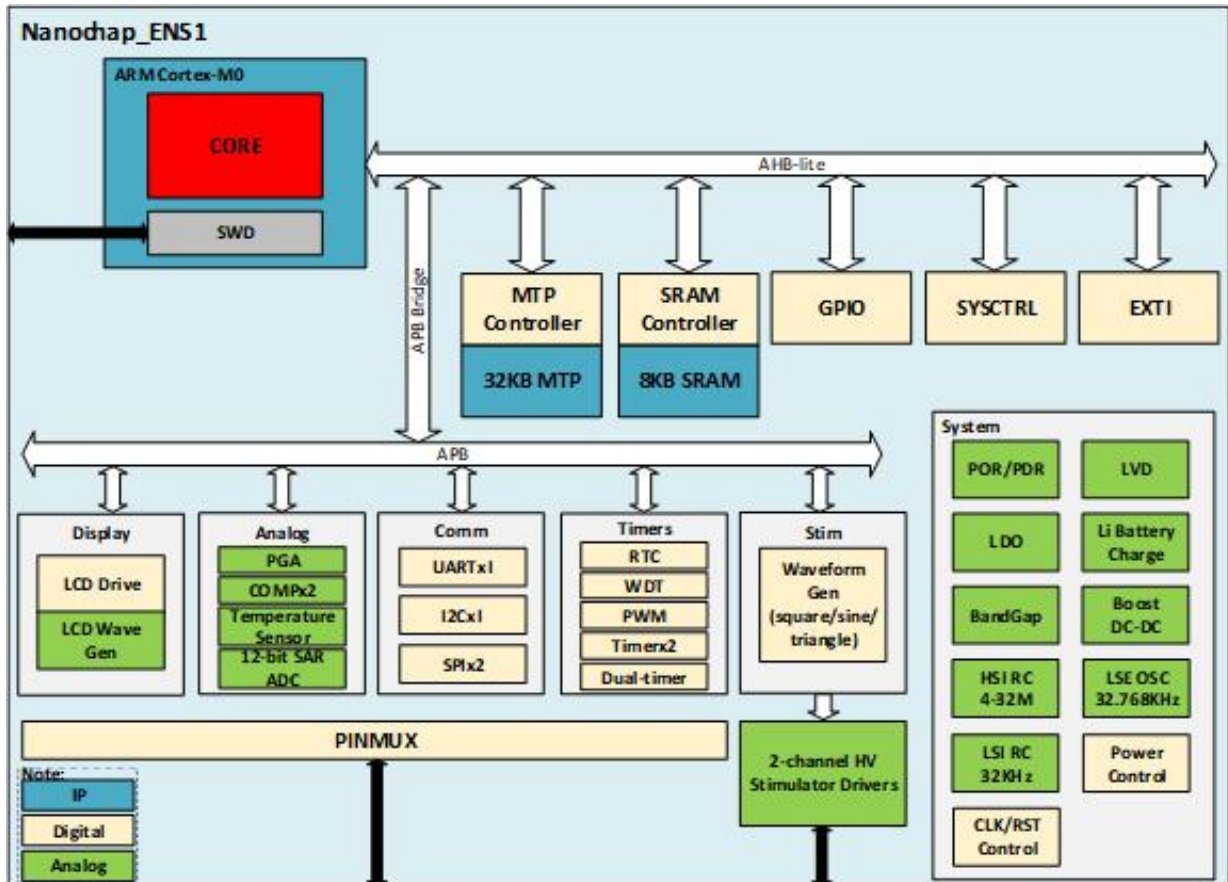 Nanochap_ENS1
ARM Cortex-M0
CORE
SWD
AHB-lite
APB Bridge
MTP
Controller
32KB MTP
SRAM
Controller
8KB SRAM
GPIO
SYSCTRL
EXTI
APB
Display
LCD Drive
LCD Wave
Gen
Analog
PGA
COMPx2
Temperature
Sensor
12-bit SAR
ADC
Comm
UARTx1
I2Cx1
SPIx2
Timers
RTC
WDT
PWM
Timerx2
Dual-timer
Stim
Waveform
Gen
(square/sine/
triangle)
System
POR/PDR
LVD
LDO
Li Battery
Charge
BandGap
Boost
DC-DC
HSI RC
4-32M
LSE OSC
32.768KHz
LSI RC
32KHz
Power
Control
CLK/RST
Control
PINMUX
2-channel HV
Stimulator Drivers
Note:
IP
Digital
Analog